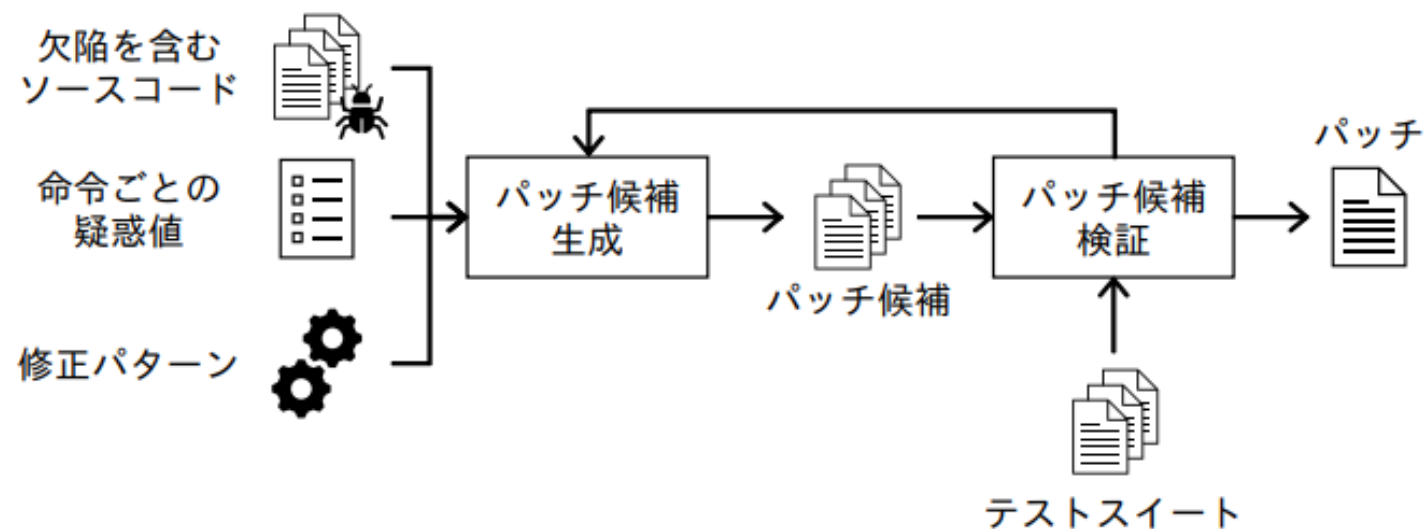 欠陥を含む
ソースコード
命令ごとの
疑惑値
修正パターン
パッチ候補
生成
パッチ候補
パッチ候補
検証
テストスイート
パッチ